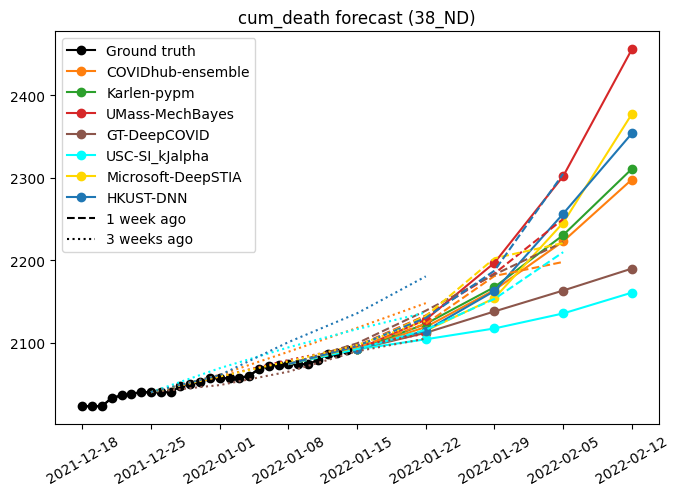 cum_death forecast (38_ND)
Ground truth
COVIDhub-ensemble
Karlen-pypm
UMass-MechBayes
GT-DeepCOVID
USC-SI_kJalpha
Microsoft-DeepSTIA
HKUST-DNN
1 week ago
3 weeks ago
2400
2300
2200
2100
2021-12-18
2021-12-25
2022-01-01
2022-01-08
2022-01-15
2022-01-22
2022-01-29
2022-02-05
2022-02-12